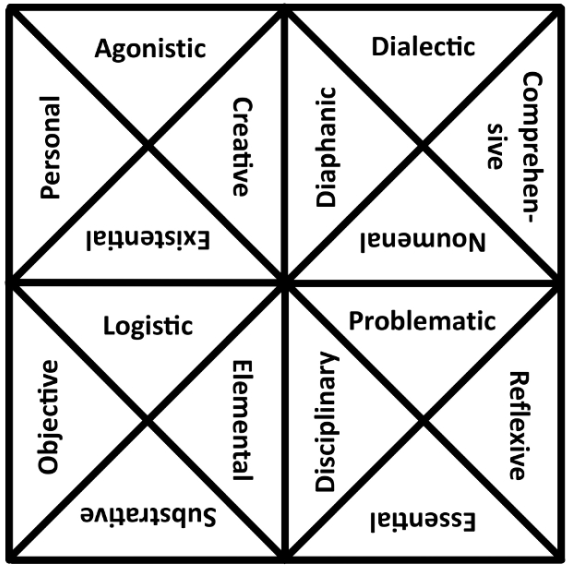 Agonistic
Personal
Creative
Existential
Dialectic
Diaphanic
Comprehen-
sive
Noumenal
Logistic
Objective
Elemental
Substrative
Problematic
Disciplinary
Reflexive
Essential